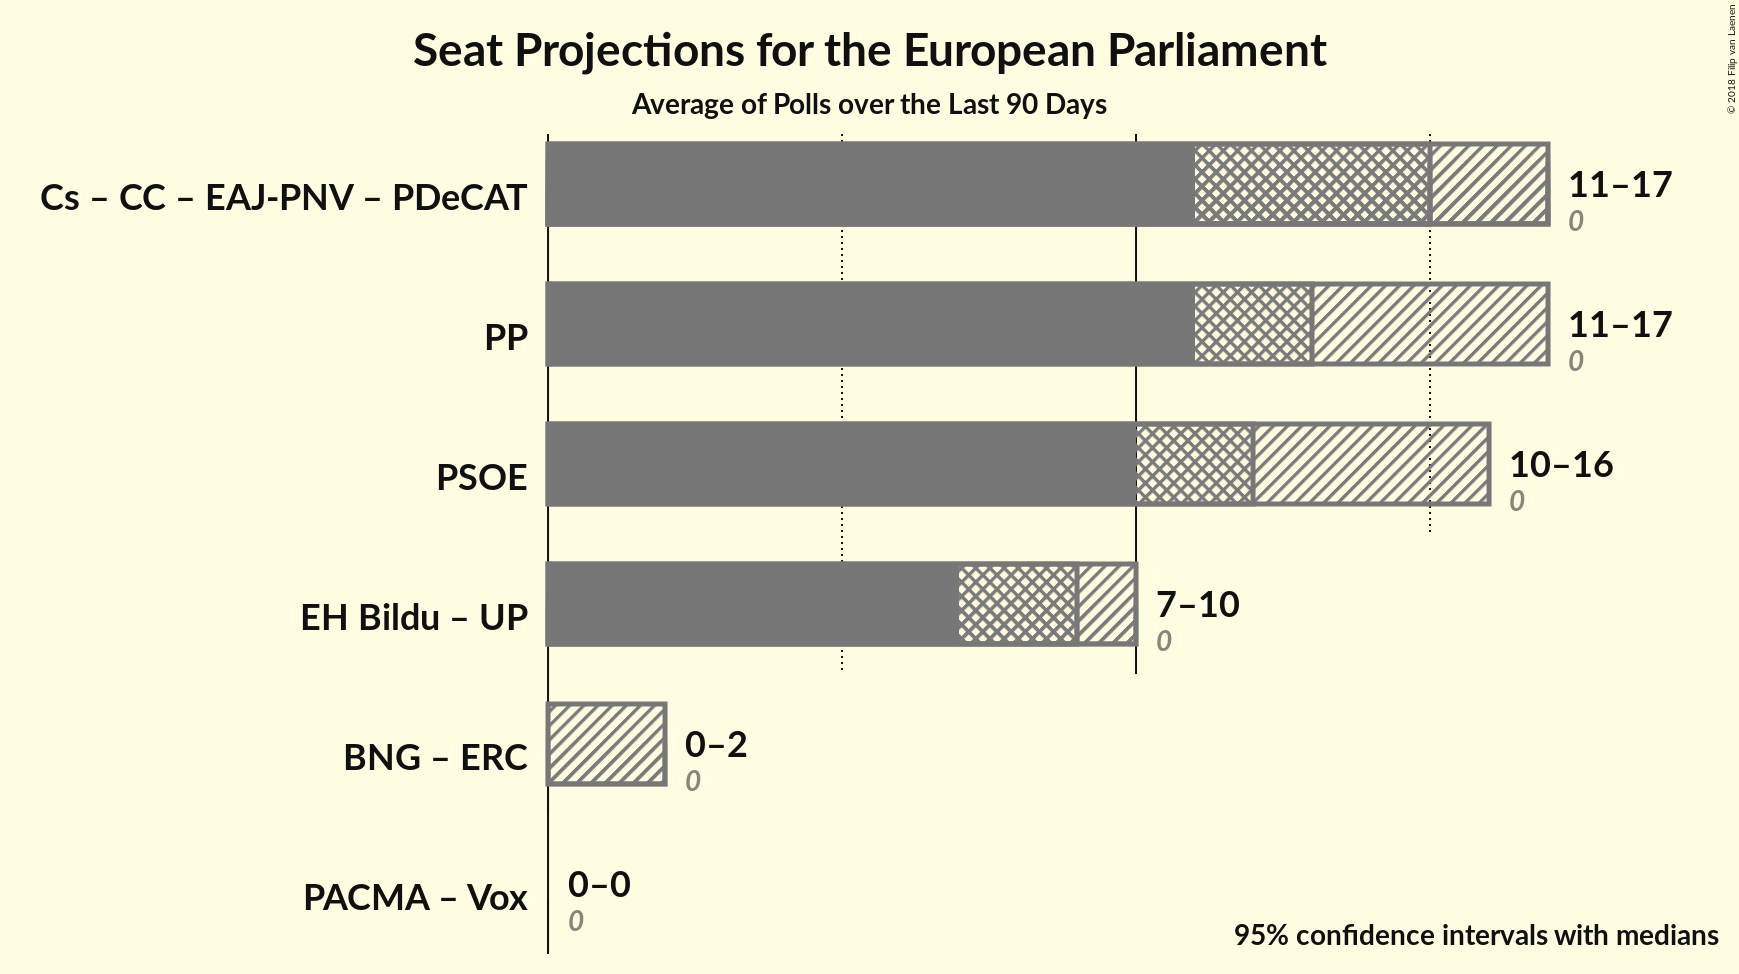 Seat Projections for the European Parliament
Average of Polls over the Last 90 Days
© 2018 Filip van Laenen
Cs – CC – EAJ-PNV – PDeCAT
11–17
0
PP
11–17
0
PSOE
10–16
0
EH Bildu – UP
7–10
0
BNG – ERC
0–2
0
PACMA – Vox
0–0
0
95% confidence intervals with medians